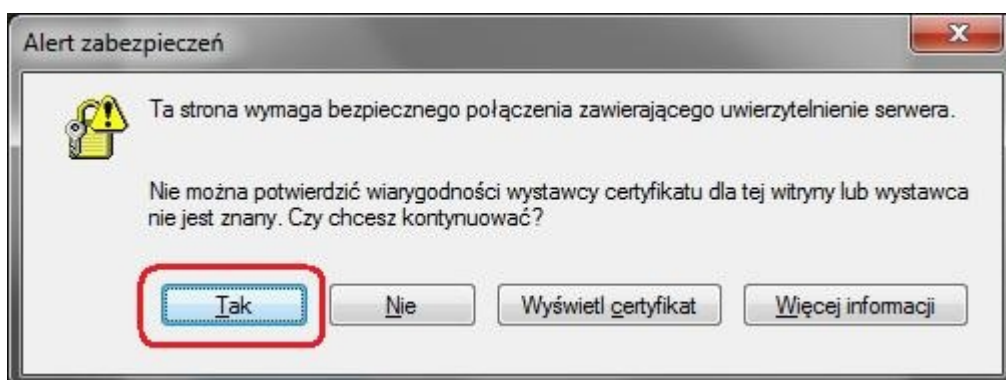 Alert zabezpieczeń
Ta strona wymaga bezpiecznego połączenia zawierającego uwierzytelnienie serwera.
Nie można potwierdzić wiarygodności wystawcy certyfikatu dla tej witryny lub wystawca
nie jest znany. Czy chcesz kontynuować?
Tak Nie Wyświetl certyfikat Więcej informacji